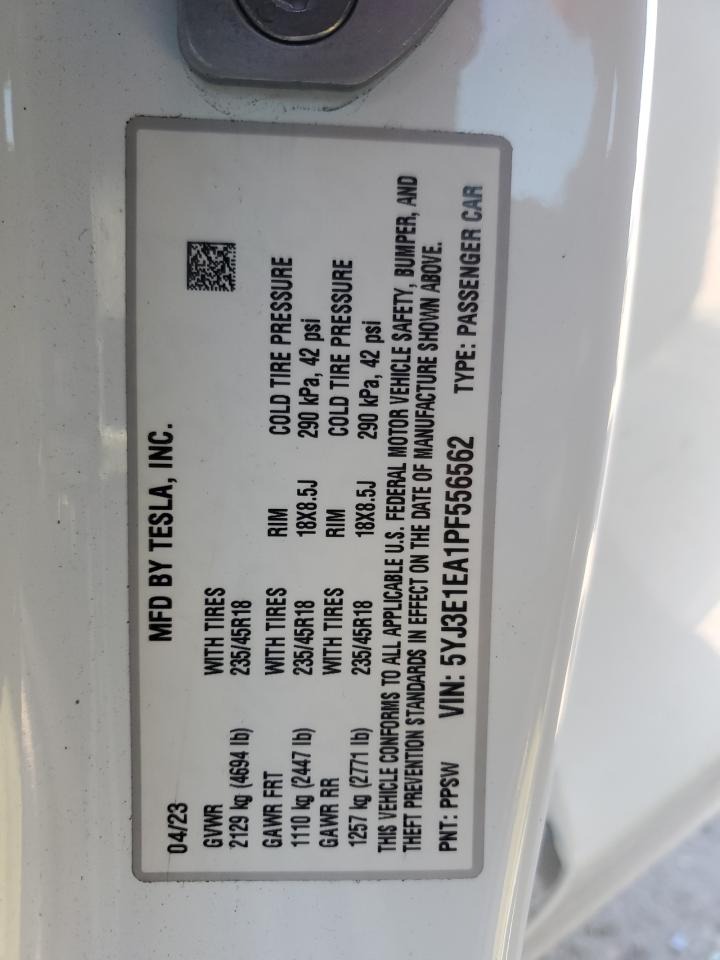 MFD BY TESLA, INC.
04/23
GVWR WITH TIRES
2129 kg (4694 lb) 235/45R18
GAWR FRT WITH TIRES RIM COLD TIRE PRESSURE
1110 kg (2447 lb) 235/45R18 18X8.5J 290 kPa, 42 psi
GAWR RR WITH TIRES RIM COLD TIRE PRESSURE
1257 kg (2771 lb) 235/45R18 18X8.5J 290 kPa, 42 psi
THIS VEHICLE CONFORMS TO ALL APPLICABLE U.S. FEDERAL MOTOR VEHICLE SAFETY, BUMPER, AND
THEFT PREVENTION STANDARDS IN EFFECT ON THE DATE OF MANUFACTURE SHOWN ABOVE.
PNT: PPSW VIN: 5YJ3E1EA1PF556562 TYPE: PASSENGER CAR